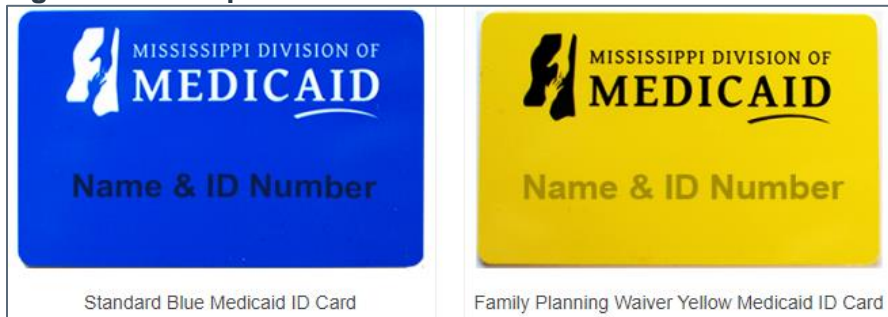 MISSISSIPPI DIVISION OF
MEDICAID
Name & ID Number
Standard Blue Medicaid ID Card
MISSISSIPPI DIVISION OF
MEDICAID
Name & ID Number
Family Planning Waiver Yellow Medicaid ID Card